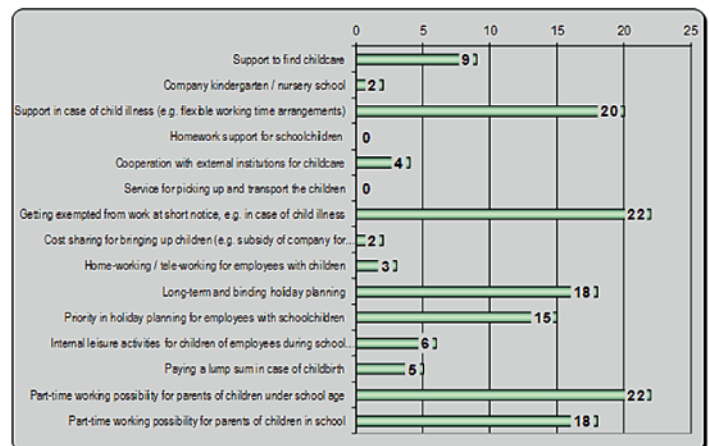 0 5 10 15 20 25
Support to find childcare 9
Company kindergarten / nursery school 2
Support in case of child illness (e.g. flexible working time arrangements) 20
Homework support for schoolchildren 0
Cooperation with external institutions for childcare 4
Service for picking up and transport the children 0
Getting exempted from work at short notice, e.g. in case of child illness 22
Cost sharing for bringing up children (e.g. subsidy of company for... 2
Home-working / tele-working for employees with children 3
Long-term and binding holiday planning 18
Priority in holiday planning for employees with schoolchildren 15
Internal leisure activities for children of employees during school... 6
Paying a lump sum in case of childbirth 5
Part-time working possibility for parents of children under school age 22
Part-time working possibility for parents of children in school 18